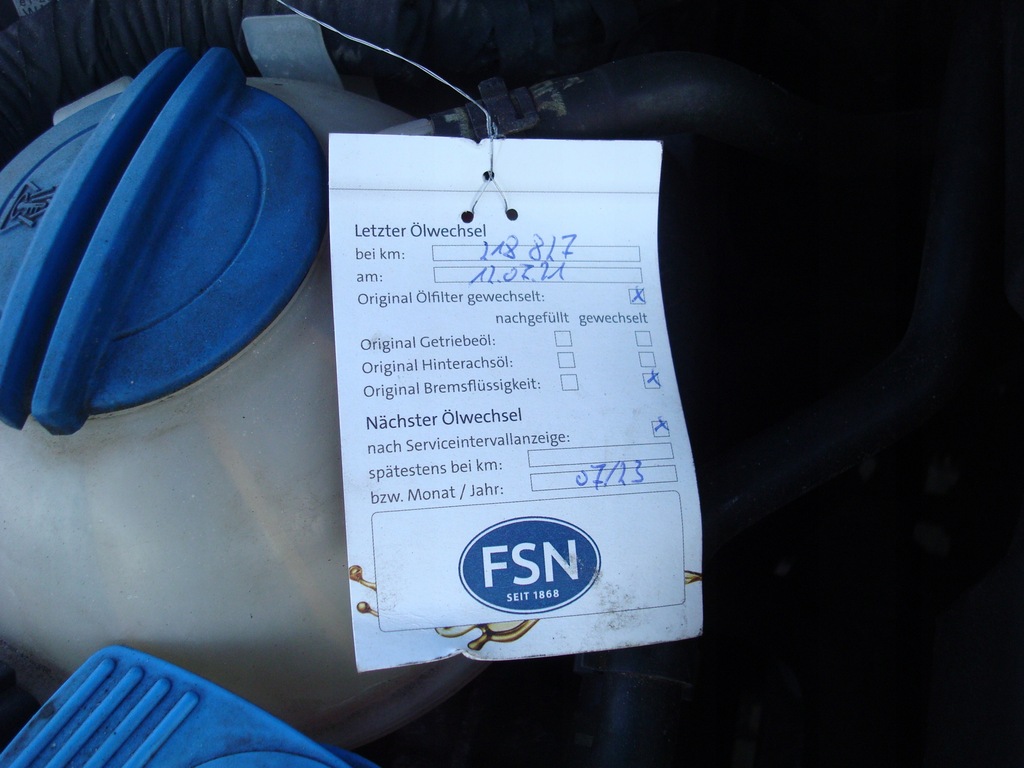 Letzter Ölwechsel
bei km: 218 827
am: 12.07.21
Original Ölfilter gewechselt: x
nachgefüllt gewechselt
Original Getriebeöl:
Original Hinterachsöl:
Original Bremsflüssigkeit: x
Nächster Ölwechsel
nach Serviceintervallanzeige: x
spätestens bei km:
bzw. Monat / Jahr: 07/23
FSN
SEIT 1868